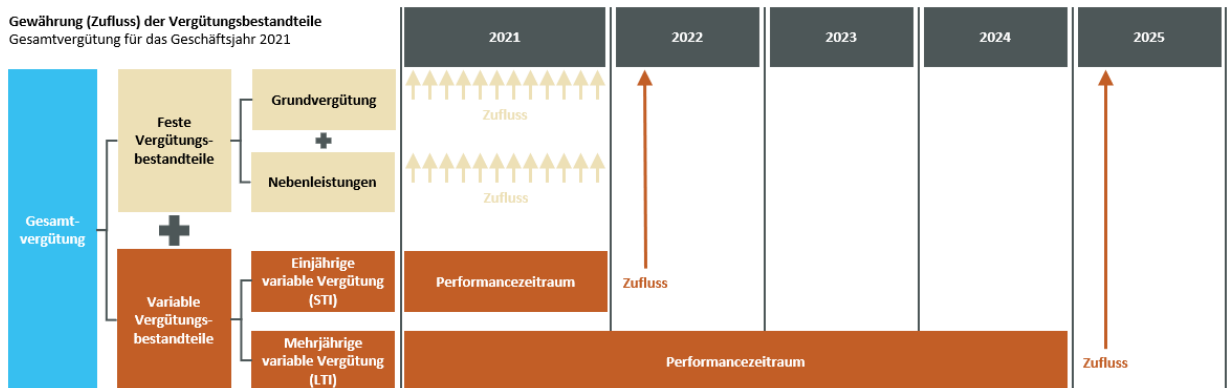 Gewährung (Zufluss) der Vergütungsbestandteile
Gesamtvergütung für das Geschäftsjahr 2021
2021
2022
2023
2024
2025
Gesamt-
vergütung
Feste
Vergütungs-
bestandteile
Grundvergütung
Zufluss
Nebenleistungen
Zufluss
Variable
Vergütungs-
bestandteile
Einjährige
variable Vergütung
(STI)
Performancezeitraum
Zufluss
Mehrjährige
variable Vergütung
(LTI)
Performancezeitraum
Zufluss